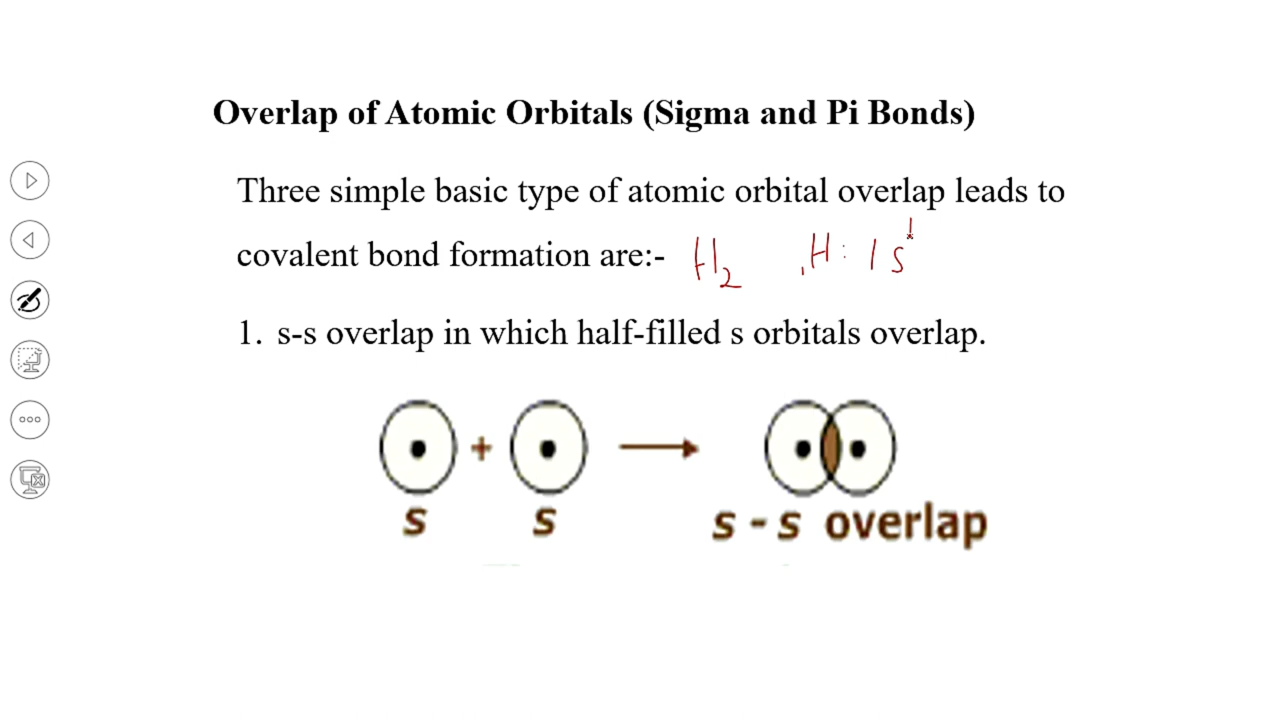 Overlap of Atomic Orbitals (Sigma and Pi Bonds)
Three simple basic type of atomic orbital overlap leads to
covalent bond formation are:- H₂ ₁H: 1s¹
1. s-s overlap in which half-filled s orbitals overlap.
+
s s s - s overlap